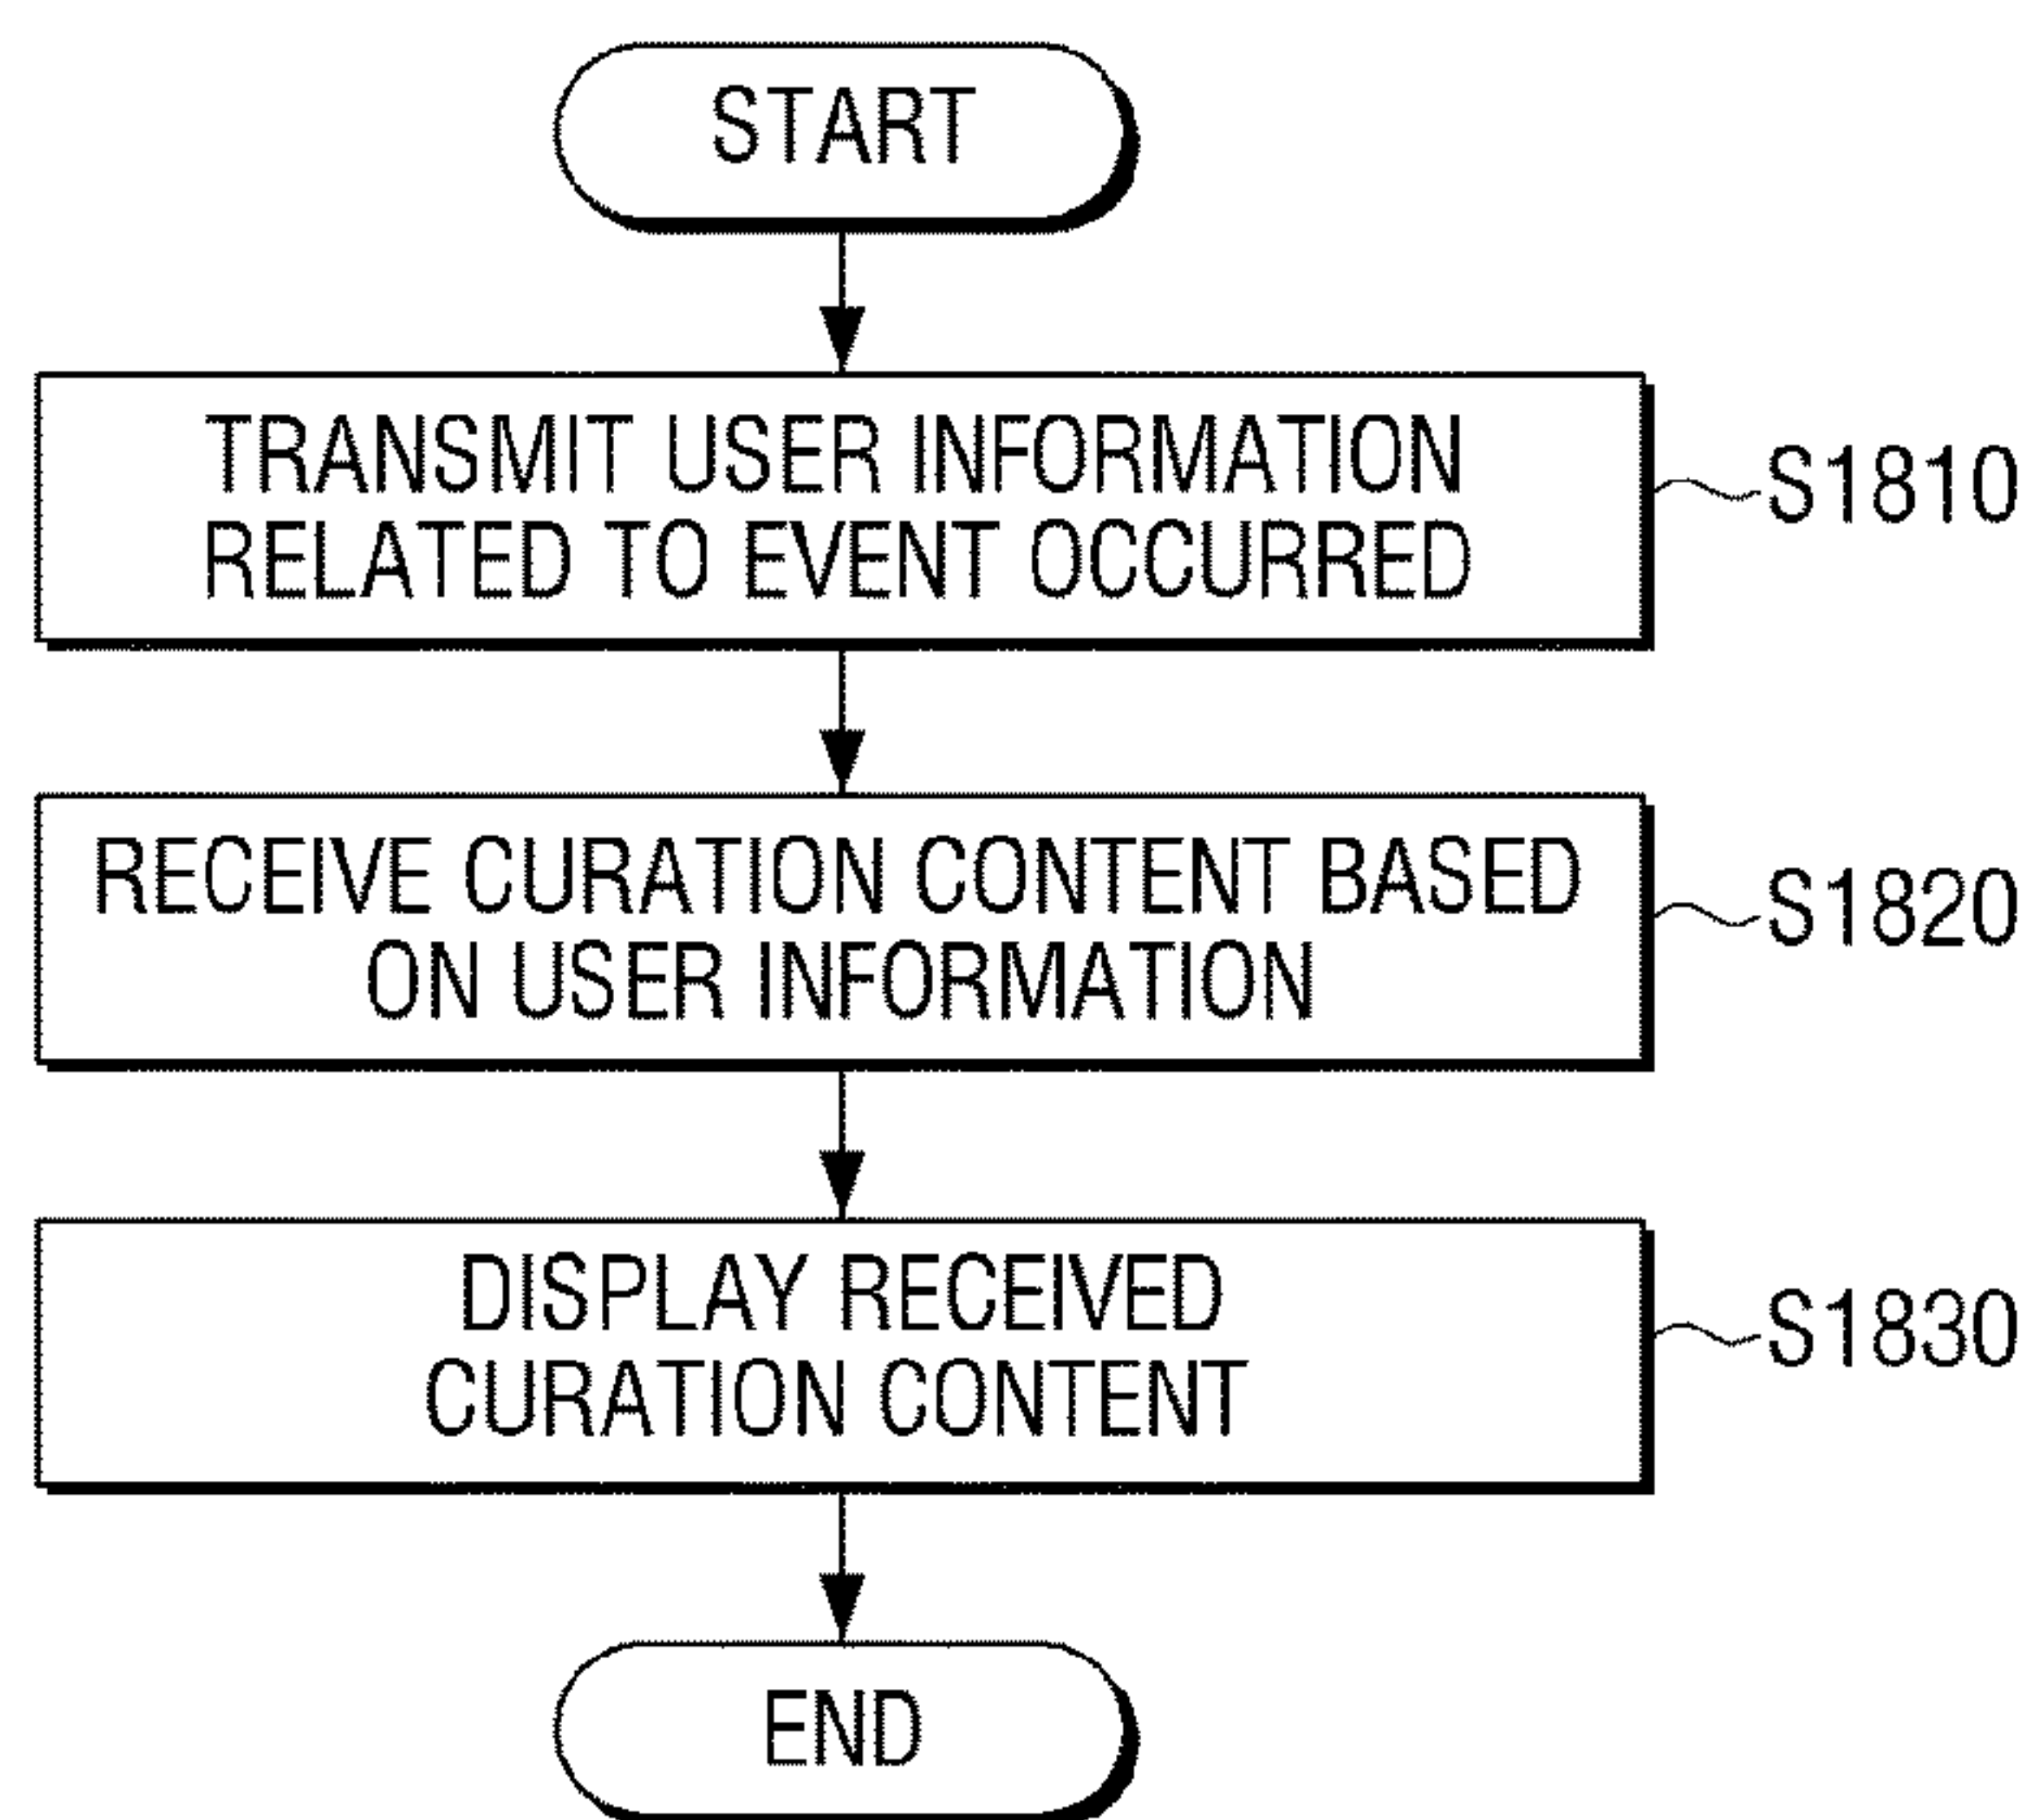 START
TRANSMIT USER INFORMATION
RELATED TO EVENT OCCURRED
S1810
RECEIVE CURATION CONTENT BASED
ON USER INFORMATION
S1820
DISPLAY RECEIVED
CURATION CONTENT
S1830
END